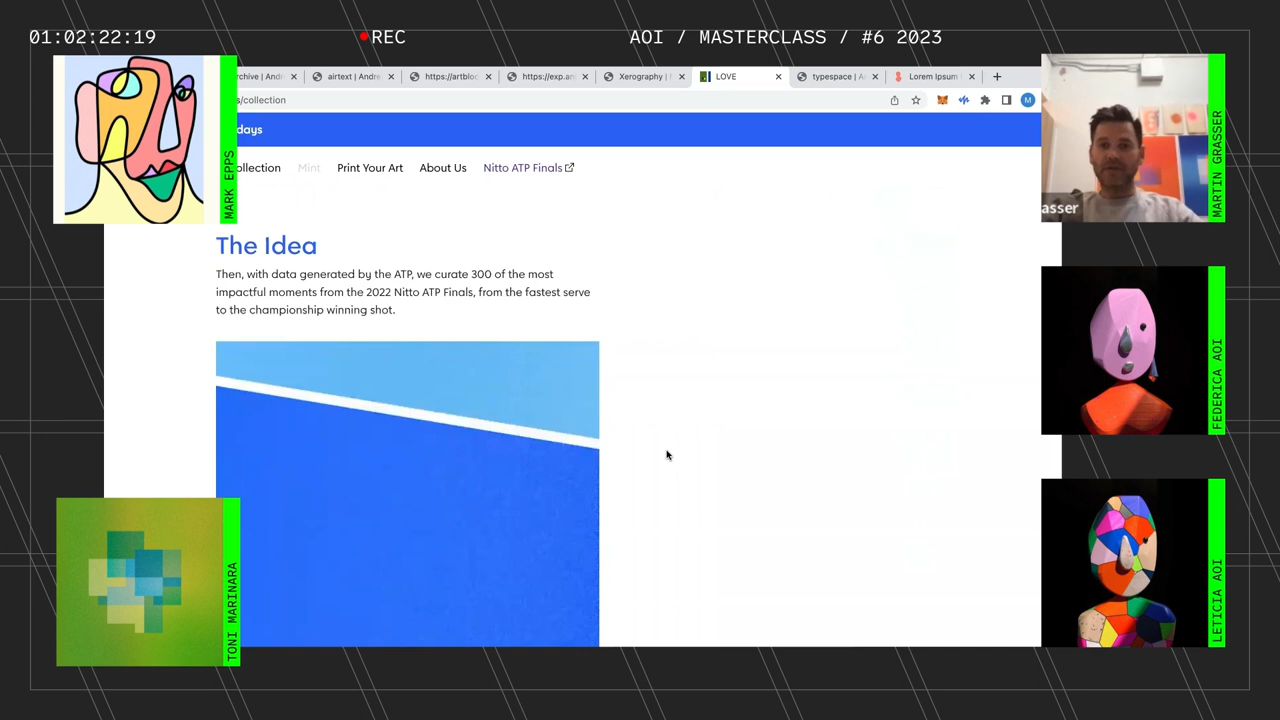 01:02:22:19
REC
AOI / MASTERCLASS / #6 2023
MARK EPPS
airtext | Andre
https://artbloc
https://exp.an
Xerography |
LOVE
typespace | A
Lorem Ipsum
s/collection
M
days
ollection
Mint
Print Your Art
About Us
Nitto ATP Finals
The Idea
Then, with data generated by the ATP, we curate 300 of the most
impactful moments from the 2022 Nitto ATP Finals, from the fastest serve
to the championship winning shot.
asser
MARTIN GRASSER
FEDERICA AOI
TONI MARINARA
LETICIA AOI